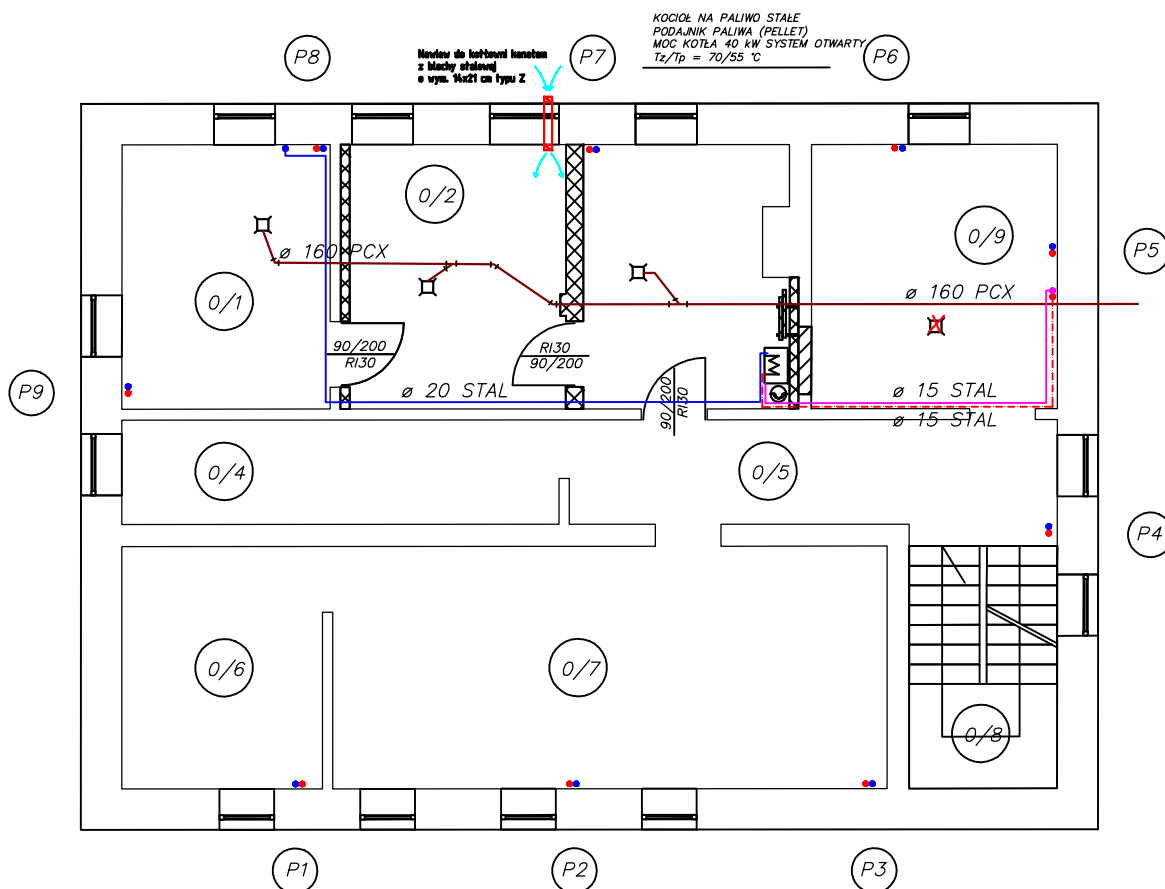 KOCIOŁ NA PALIWO STAŁE
PODAJNIK PALIWA (PELLET)
MOC KOTŁA 40 kW SYSTEM OTWARTY
Tz/Tp = 70/55 °C
P8
Nawiew do kotłowni kanałem
z blachy stalowej
o wym. 14x21 cm typu Z
P7
P6
0/2
0/9
P5
ø 160 PCX
0/1
ø 160 PCX
90/200
RI30
RI30
90/200
P9
ø 20 STAL
90/200
RI30
ø 15 STAL
ø 15 STAL
0/4
0/5
P4
0/6
0/7
0/8
P1
P2
P3